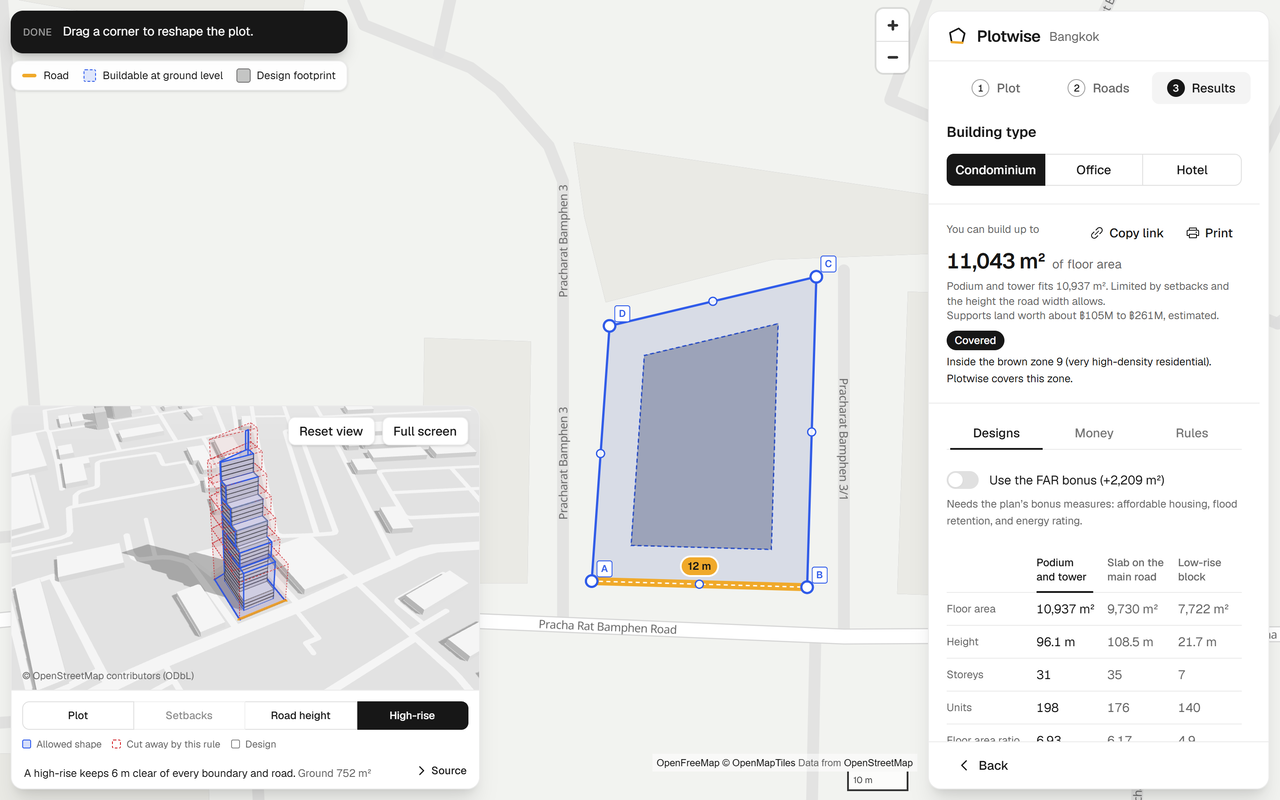 DONE Drag a corner to reshape the plot.
Road Buildable at ground level Design footprint
+
−
Plotwise Bangkok
1 Plot 2 Roads 3 Results
Building type
Condominium Office Hotel
You can build up to
Copy link Print
11,043 m² of floor area
Podium and tower fits 10,937 m². Limited by setbacks and
the height the road width allows.
Supports land worth about ฿105M to ฿261M, estimated.
Covered
Inside the brown zone 9 (very high-density residential).
Plotwise covers this zone.
Designs Money Rules
Use the FAR bonus (+2,209 m²)
Needs the plan's bonus measures: affordable housing, flood
retention, and energy rating.
Podium and tower Slab on the main road Low-rise block
Floor area 10,937 m² 9,730 m² 7,722 m²
Height 96.1 m 108.5 m 21.7 m
Storeys 31 35 7
Units 198 176 140
Floor area ratio 6.93 6.17 4.9
Back
Pracharat Bamphen 3
Pracharat Bamphen 3
Pracharat Bamphen 3/1
Pracha Rat Bamphen Road
D
C
A
B
12 m
Reset view Full screen
© OpenStreetMap contributors (ODbL)
Plot Setbacks Road height High-rise
Allowed shape Cut away by this rule Design
A high-rise keeps 6 m clear of every boundary and road. Ground 752 m²
Source
OpenFreeMap © OpenMapTiles Data from OpenStreetMap
10 m